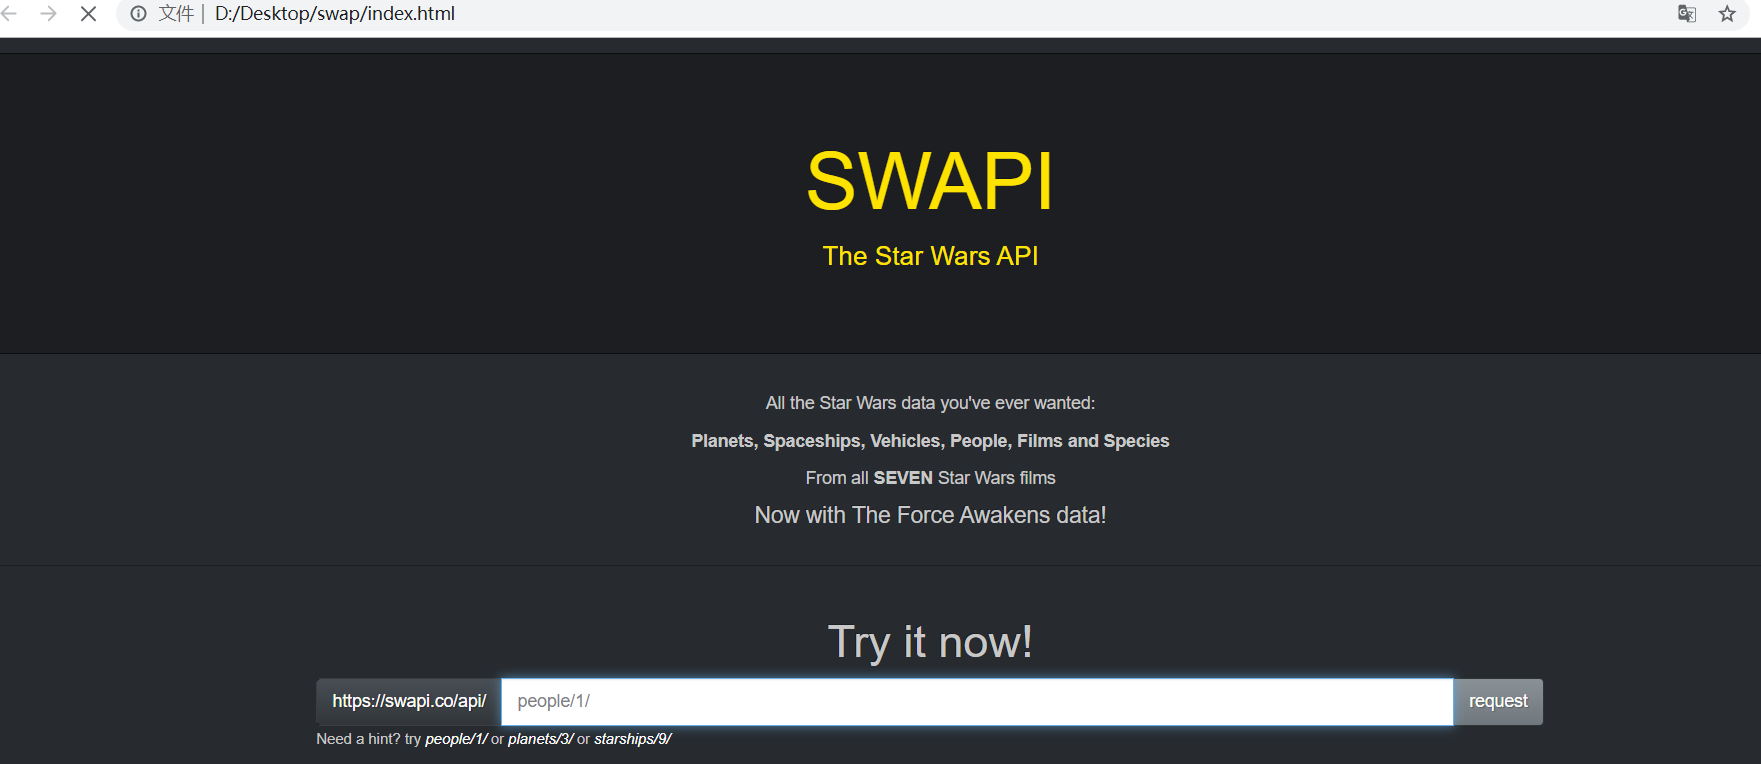 文件 | D:/Desktop/swap/index.html
SWAPI
The Star Wars API
All the Star Wars data you've ever wanted:
Planets, Spaceships, Vehicles, People, Films and Species
From all SEVEN Star Wars films
Now with The Force Awakens data!
Try it now!
https://swapi.co/api/ people/1/ request
Need a hint? try people/1/ or planets/3/ or starships/9/